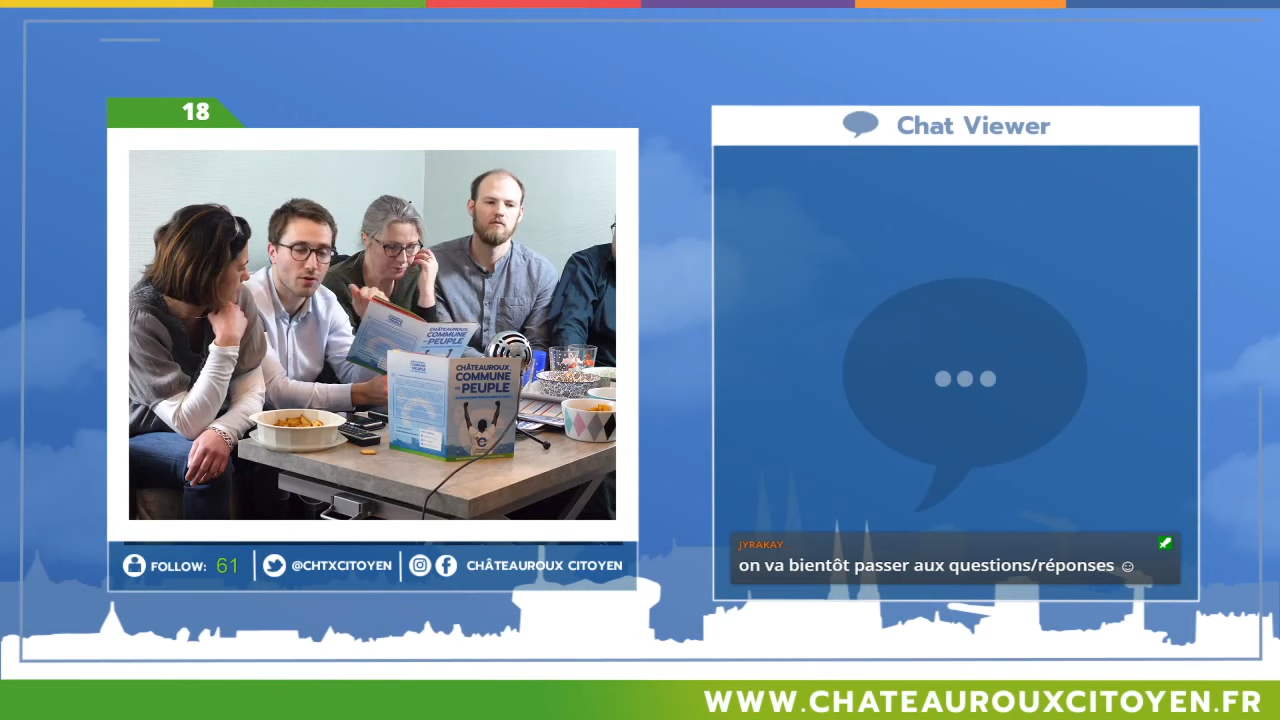 18
Chat Viewer
CHÂTEAUROUX
COMMUNE
PEUPLE
CHÂTEAUROUX
COMMUNE
DU PEUPLE
JYRAKAY
on va bientôt passer aux questions/réponses ☺
FOLLOW: 61
@CHTXCITOYEN
CHÂTEAUROUX CITOYEN
WWW.CHATEAUROUXCITOYEN.FR